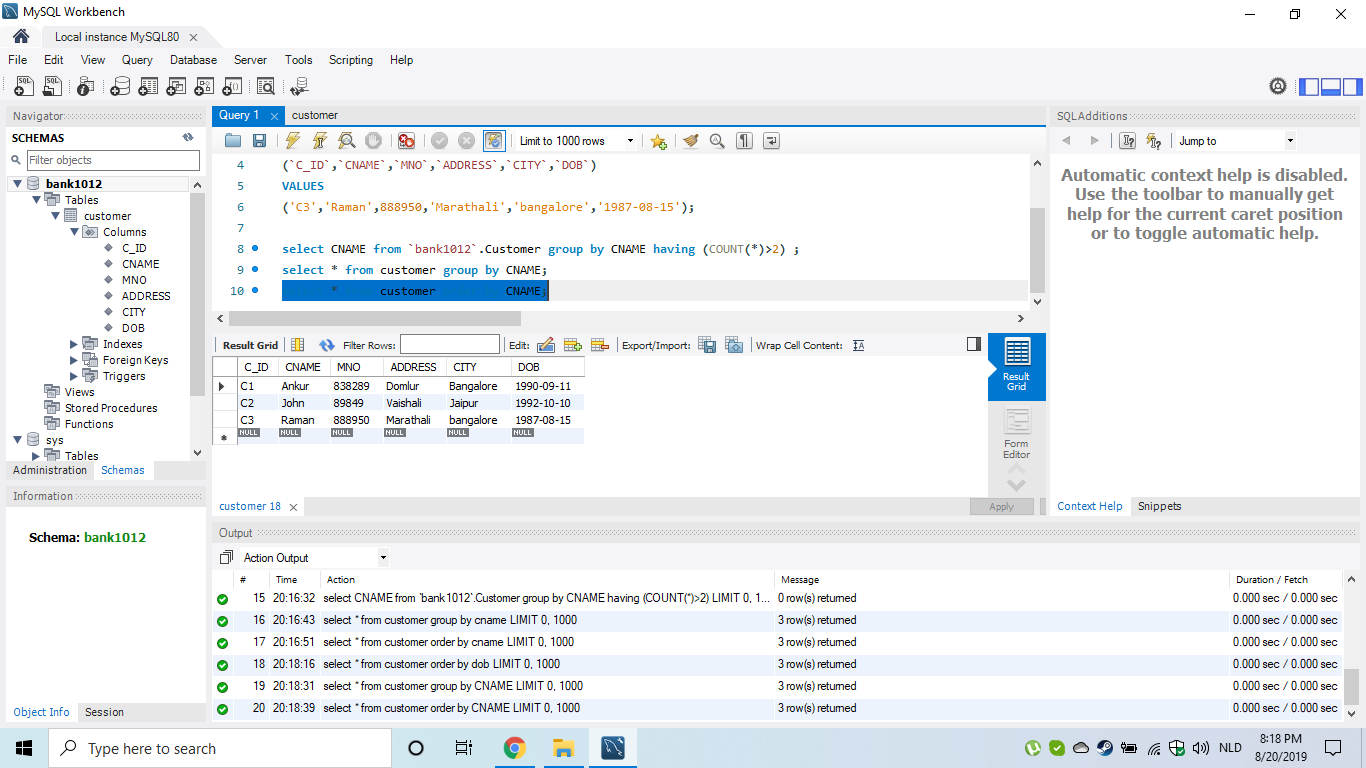 MySQL Workbench
Local instance MySQL80
File Edit View Query Database Server Tools Scripting Help
Navigator
SCHEMAS
Filter objects
bank1012
Tables
customer
Columns
C_ID
CNAME
MNO
ADDRESS
CITY
DOB
Indexes
Foreign Keys
Triggers
Views
Stored Procedures
Functions
sys
Tables
Administration Schemas
Information
Schema: bank1012
Object Info Session
Query 1 customer
Limit to 1000 rows
4 (`C_ID`,`CNAME`,`MNO`,`ADDRESS`,`CITY`,`DOB`)
5 VALUES
6 ('C3','Raman',888950,'Marathali','bangalore','1987-08-15');
7
8 select CNAME from `bank1012`.Customer group by CNAME having (COUNT(*)>2) ;
9 select * from customer group by CNAME;
10 * customer CNAME;
Result Grid Filter Rows: Edit: Export/Import: Wrap Cell Content:
C_ID CNAME MNO ADDRESS CITY DOB
C1 Ankur 838289 Domlur Bangalore 1990-09-11
C2 John 89849 Vaishali Jaipur 1992-10-10
C3 Raman 888950 Marathali bangalore 1987-08-15
NULL NULL NULL NULL NULL NULL
Result
Grid
Form
Editor
customer 18
Apply
SQLAdditions
Jump to
Automatic context help is disabled.
Use the toolbar to manually get
help for the current caret position
or to toggle automatic help.
Context Help Snippets
Output
Action Output
# Time Action Message Duration / Fetch
15 20:16:32 select CNAME from `bank1012`.Customer group by CNAME having (COUNT(*)>2) LIMIT 0, 1... 0 row(s) returned 0.000 sec / 0.000 sec
16 20:16:43 select * from customer group by cname LIMIT 0, 1000 3 row(s) returned 0.000 sec / 0.000 sec
17 20:16:51 select * from customer order by cname LIMIT 0, 1000 3 row(s) returned 0.000 sec / 0.000 sec
18 20:18:16 select * from customer order by dob LIMIT 0, 1000 3 row(s) returned 0.000 sec / 0.000 sec
19 20:18:31 select * from customer group by CNAME LIMIT 0, 1000 3 row(s) returned 0.000 sec / 0.000 sec
20 20:18:39 select * from customer order by CNAME LIMIT 0, 1000 3 row(s) returned 0.000 sec / 0.000 sec
Type here to search
NLD
8:18 PM
8/20/2019